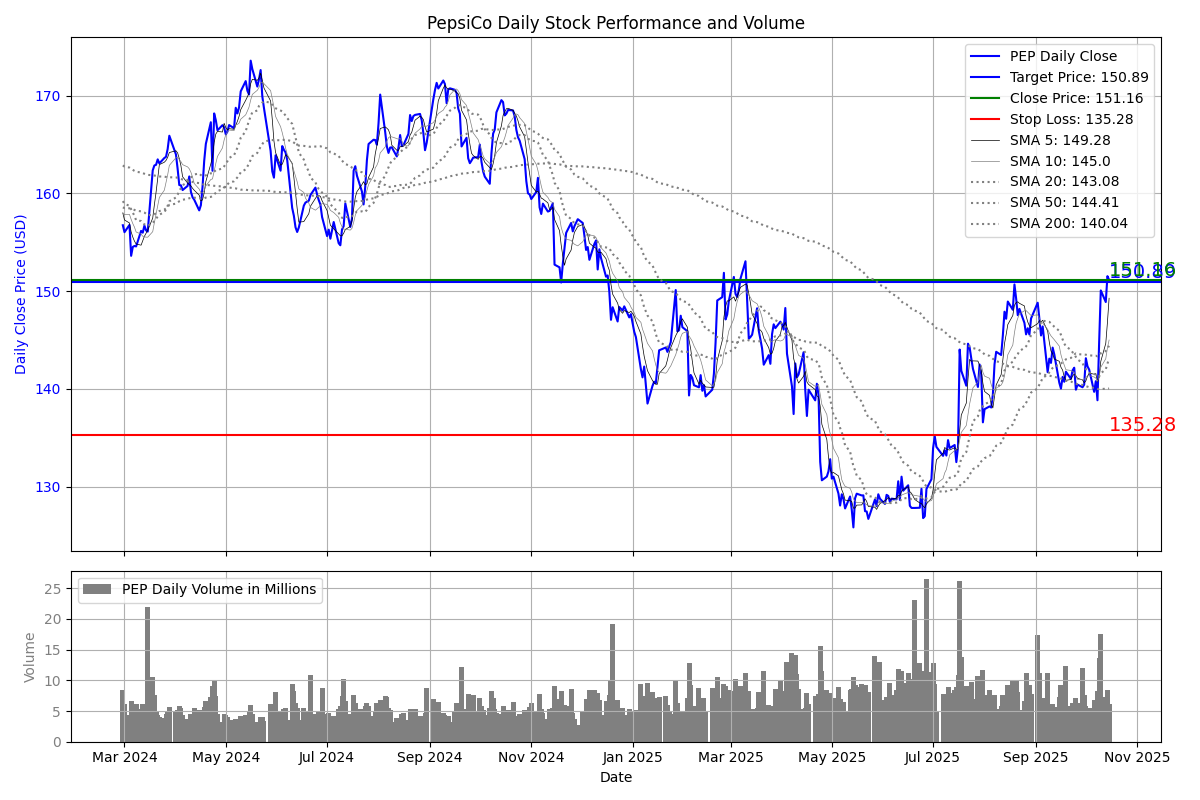 PepsiCo Daily Stock Performance and Volume
PEP Daily Close
Target Price: 150.89
Close Price: 151.16
Stop Loss: 135.28
SMA 5: 149.28
SMA 10: 145.0
SMA 20: 143.08
SMA 50: 144.41
SMA 200: 140.04
170
160
150
140
130
Daily Close Price (USD)
151.16
150.89
135.28
PEP Daily Volume in Millions
25
20
15
10
5
0
Volume
Mar 2024 May 2024 Jul 2024 Sep 2024 Nov 2024 Jan 2025 Mar 2025 May 2025 Jul 2025 Sep 2025 Nov 2025
Date